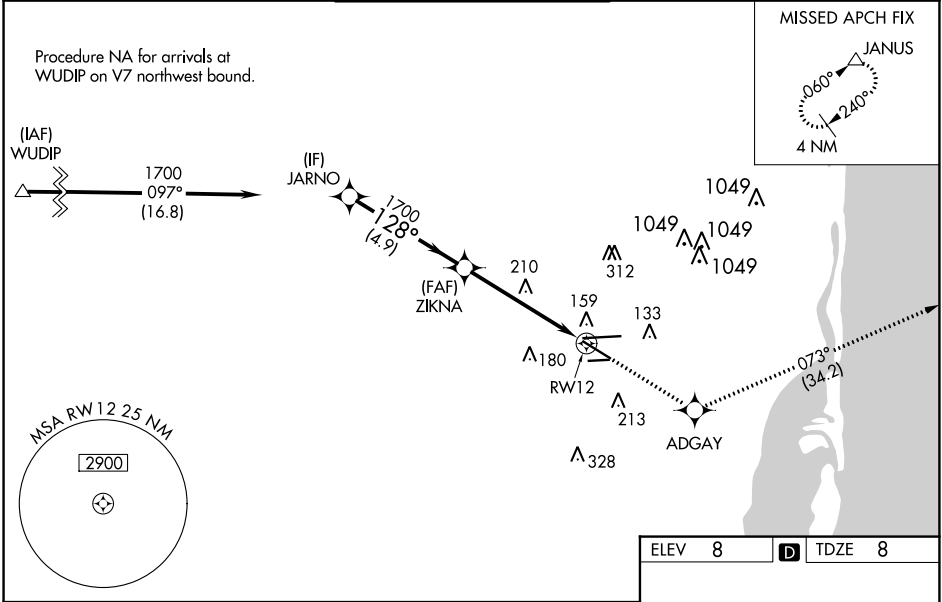 MISSED APCH FIX
JANUS
060°
240°
4 NM
Procedure NA for arrivals at
WUDIP on V7 northwest bound.
(IAF)
WUDIP
1700
097°
(16.8)
(IF)
JARNO
1700
128°
(4.9)
(FAF)
ZIKNA
210
312
1049
1049
1049
1049
159
133
180
RW12
213
328
ADGAY
073°
(34.2)
MSA RW12 25 NM
2900
ELEV 8 D TDZE 8